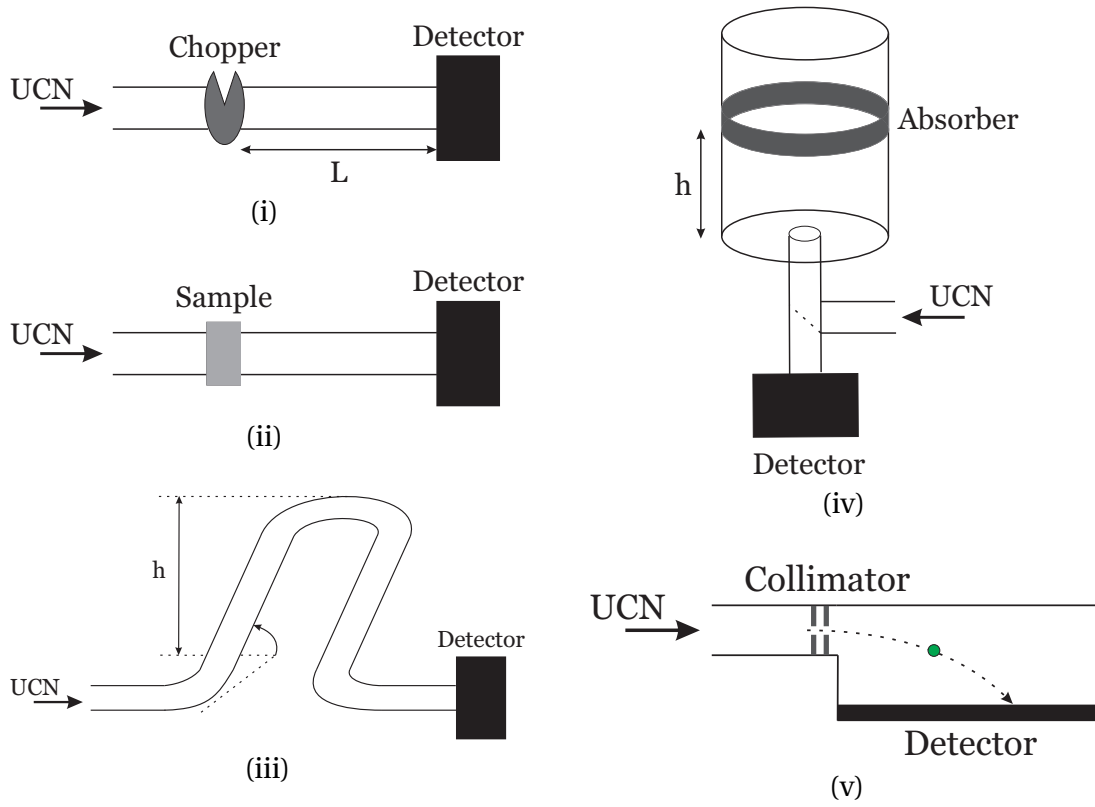 Chopper
Detector
UCN
L
(i)
Sample
Detector
UCN
(ii)
h
UCN
Detector
(iii)
Absorber
h
UCN
Detector
(iv)
Collimator
UCN
Detector
(v)